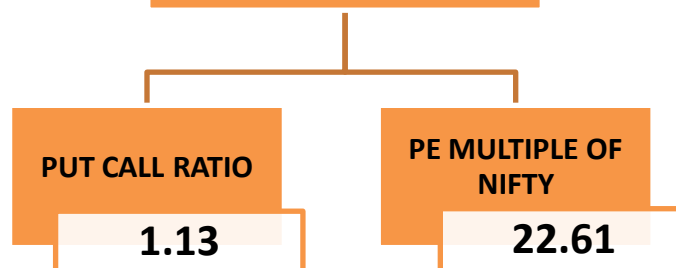 PUT CALL RATIO
1.13
PE MULTIPLE OF
NIFTY
22.61